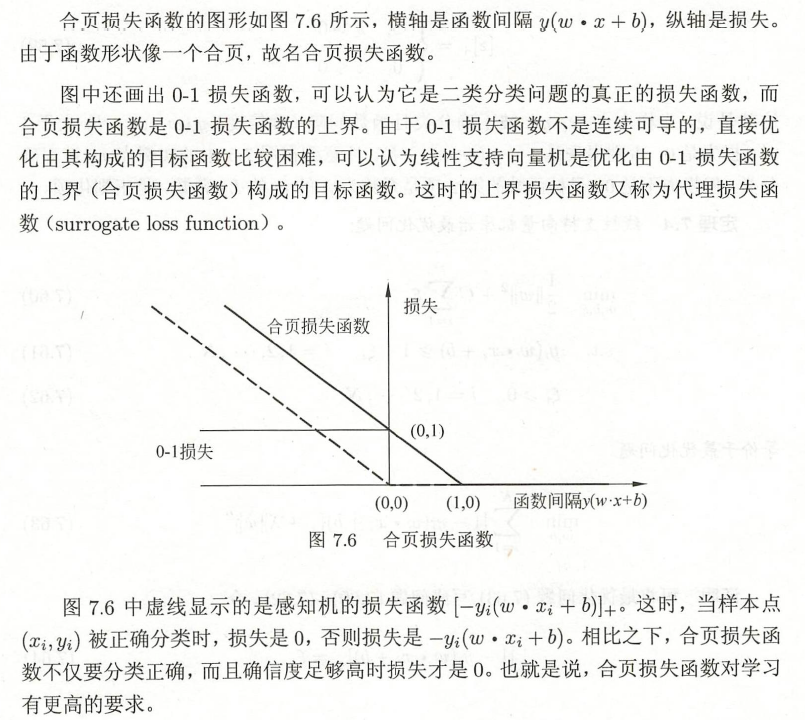 合页损失函数的图形如图 7.6 所示，横轴是函数间隔 y(w • x + b)，纵轴是损失。
由于函数形状像一个合页，故名合页损失函数。
图中还画出 0-1 损失函数，可以认为它是二类分类问题的真正的损失函数，而
合页损失函数是 0-1 损失函数的上界。由于 0-1 损失函数不是连续可导的，直接优
化由其构成的目标函数比较困难，可以认为线性支持向量机是优化由 0-1 损失函数
的上界（合页损失函数）构成的目标函数。这时的上界损失函数又称为代理损失函
数（surrogate loss function）。
损失
合页损失函数
(0,1)
0-1损失
(0,0) (1,0) 函数间隔y(w·x+b)
图 7.6 合页损失函数
图 7.6 中虚线显示的是感知机的损失函数 [−yi(w • xi + b)]+。这时，当样本点
(xi, yi) 被正确分类时，损失是 0，否则损失是 −yi(w • xi + b)。相比之下，合页损失函
数不仅要分类正确，而且确信度足够高时损失才是 0。也就是说，合页损失函数对学习
有更高的要求。